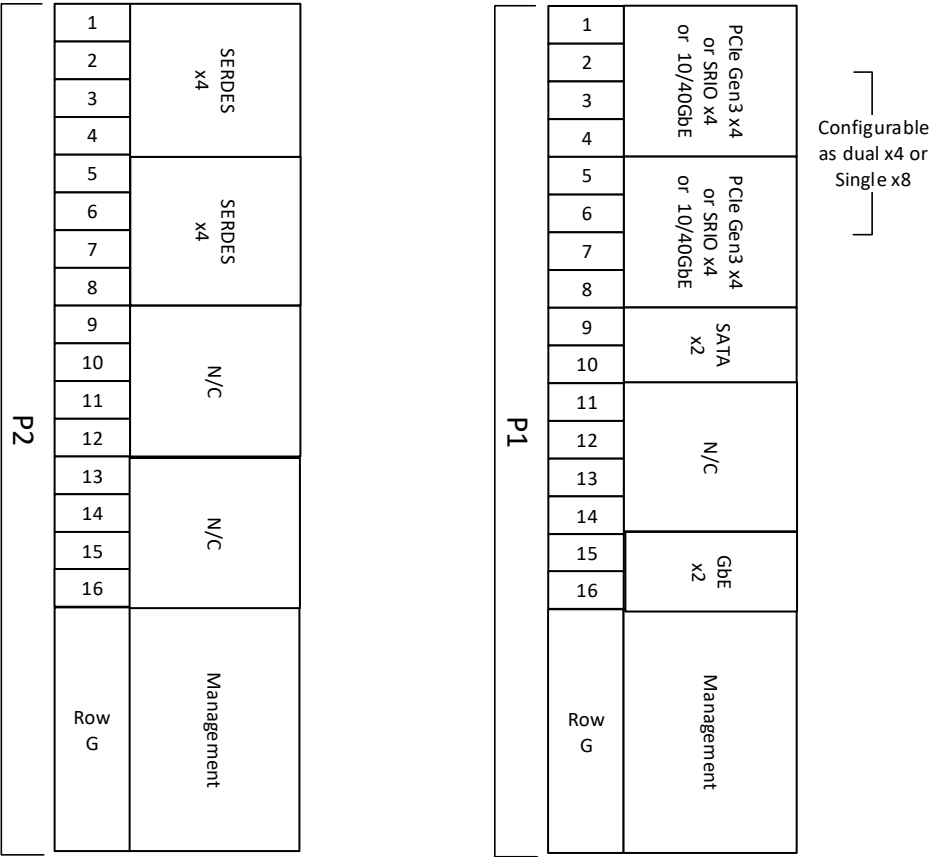 P2
1
2
3
4
SERDES
x4
5
6
7
8
SERDES
x4
9
10
11
12
N/C
13
14
15
16
N/C
Row
G
Management
P1
1
2
3
4
PCIe Gen3 x4
or SRIO x4
or 10/40GbE
5
6
7
8
PCIe Gen3 x4
or SRIO x4
or 10/40GbE
9
10
SATA
x2
11
12
13
14
N/C
15
16
GbE
x2
Row
G
Management
Configurable
as dual x4 or
Single x8